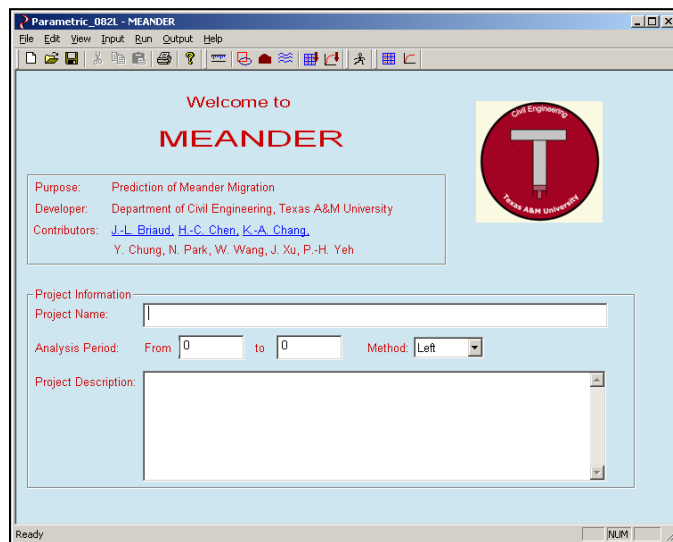 Parametric_082L - MEANDER
File Edit View Input Run Output Help
Welcome to
MEANDER
Civil Engineering
Texas A&M University
Purpose: Prediction of Meander Migration
Developer: Department of Civil Engineering, Texas A&M University
Contributors: J.-L. Briaud, H.-C. Chen, K.-A. Chang,
Y. Chung, N. Park, W. Wang, J. Xu, P.-H. Yeh
Project Information
Project Name:
Analysis Period: From 0 to 0 Method: Left
Project Description:
Ready NUM